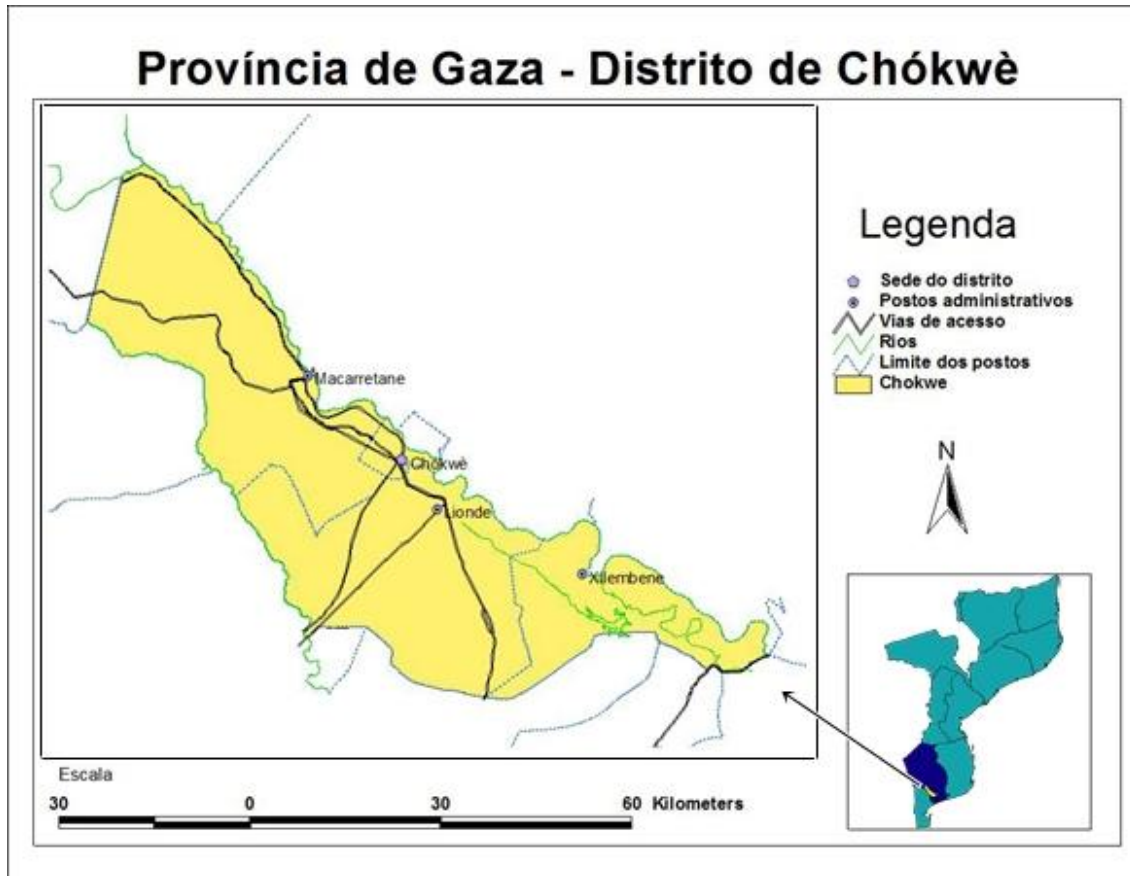 Província de Gaza - Distrito de Chókwè
Macarretane
Chókwè
Lionde
Xilembene
Legenda
Sede do distrito
Postos administrativos
Vias de acesso
Rios
Limite dos postos
Chokwe
N
Escala
30 0 30 60 Kilometers